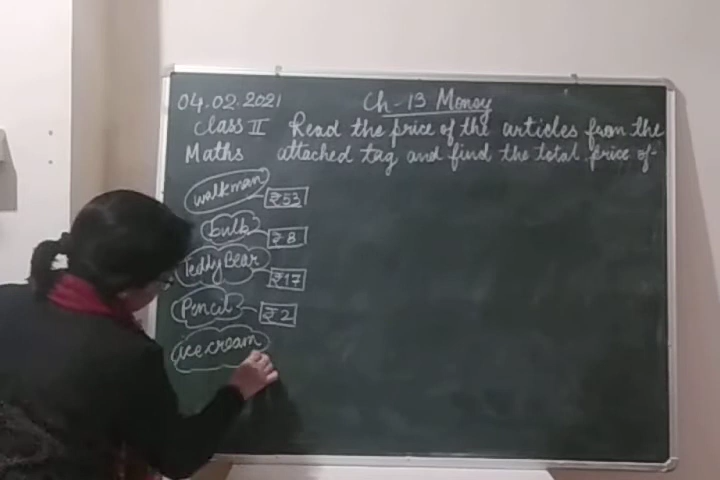 04.02.2021 Ch-13 Money
Class II Read the price of the articles from the
Maths attached tag and find the total price of-
walkman ₹53
bulb ₹8
Teddy Bear ₹17
Pencil ₹2
ice cream